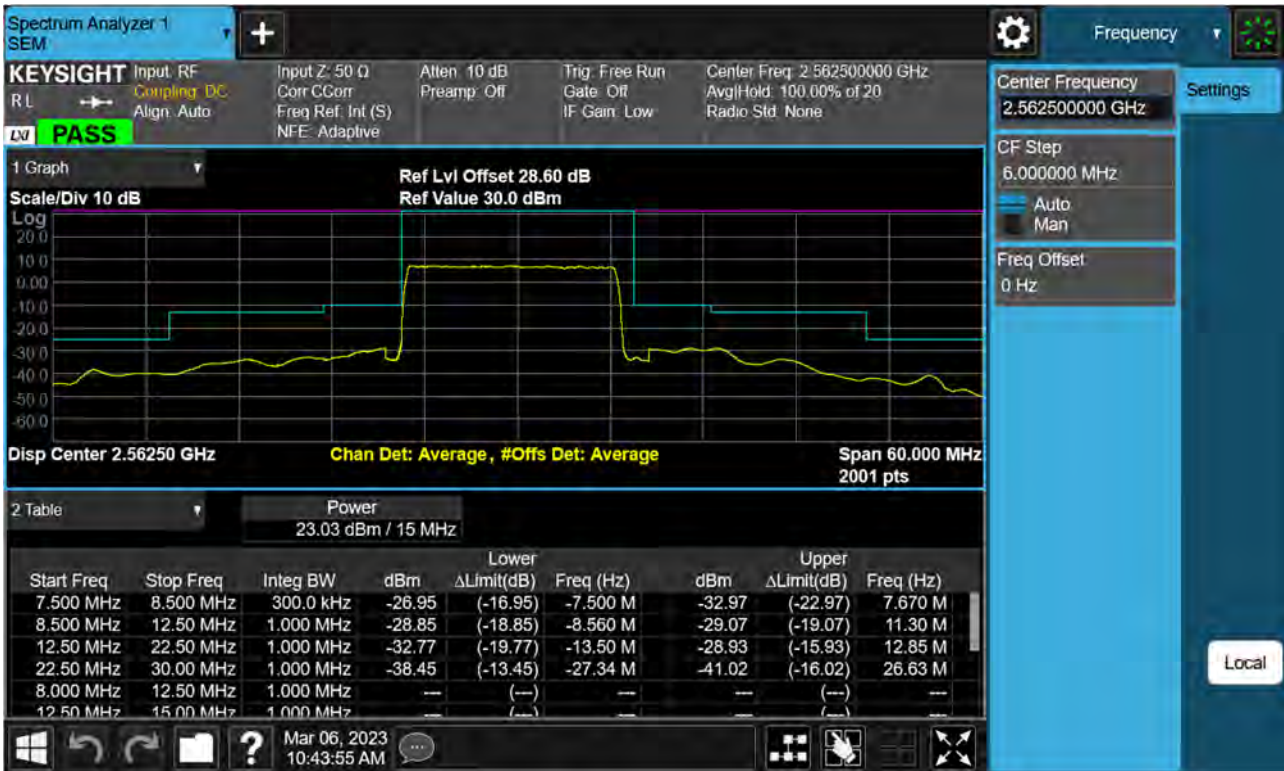 Spectrum Analyzer 1
SEM
+
Frequency
KEYSIGHT
RL
LXI
PASS
Input: RF
Coupling: DC
Align: Auto
Input Z: 50 Ω
Corr CCorr
Freq Ref: Int (S)
NFE: Adaptive
Atten: 10 dB
Preamp: Off
Trig: Free Run
Gate: Off
IF Gain: Low
Center Freq: 2.562500000 GHz
Avg|Hold: 100.00% of 20
Radio Std: None
Center Frequency
2.562500000 GHz
Settings
CF Step
6.000000 MHz
Auto
Man
Freq Offset
0 Hz
1 Graph
Ref Lvl Offset 28.60 dB
Scale/Div 10 dB
Ref Value 30.0 dBm
Log
20.0
10.0
0.00
-10.0
-20.0
-30.0
-40.0
-50.0
-60.0
Disp Center 2.56250 GHz
Chan Det: Average, #Offs Det: Average
Span 60.000 MHz
2001 pts
2 Table
Power
23.03 dBm / 15 MHz
Lower Upper
Start Freq Stop Freq Integ BW dBm ΔLimit(dB) Freq (Hz) dBm ΔLimit(dB) Freq (Hz)
7.500 MHz 8.500 MHz 300.0 kHz -26.95 (-16.95) -7.500 M -32.97 (-22.97) 7.670 M
8.500 MHz 12.50 MHz 1.000 MHz -28.85 (-18.85) -8.560 M -29.07 (-19.07) 11.30 M
12.50 MHz 22.50 MHz 1.000 MHz -32.77 (-19.77) -13.50 M -28.93 (-15.93) 12.85 M
22.50 MHz 30.00 MHz 1.000 MHz -38.45 (-13.45) -27.34 M -41.02 (-16.02) 26.63 M
8.000 MHz 12.50 MHz 1.000 MHz --- (---) --- --- (---) ---
12.50 MHz 15.00 MHz 1.000 MHz --- (---) --- --- (---) ---
Local
?
Mar 06, 2023
10:43:55 AM